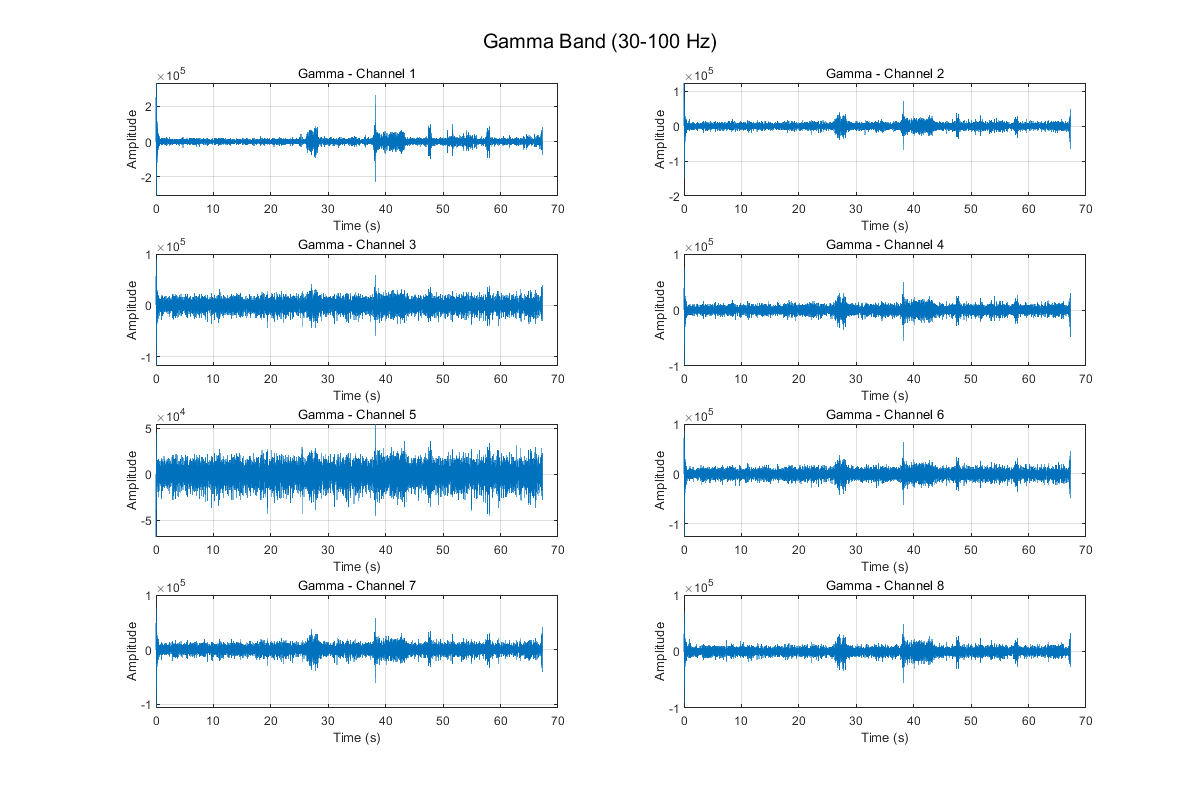 Gamma Band (30-100 Hz)
Gamma - Channel 1
×10^5
2
0
-2
Amplitude
0 10 20 30 40 50 60 70
Time (s)
Gamma - Channel 2
×10^5
1
0
-1
-2
Amplitude
0 10 20 30 40 50 60 70
Time (s)
Gamma - Channel 3
×10^5
1
0
-1
Amplitude
0 10 20 30 40 50 60 70
Time (s)
Gamma - Channel 4
×10^5
1
0
-1
Amplitude
0 10 20 30 40 50 60 70
Time (s)
Gamma - Channel 5
×10^4
5
0
-5
Amplitude
0 10 20 30 40 50 60 70
Time (s)
Gamma - Channel 6
×10^5
1
0
-1
Amplitude
0 10 20 30 40 50 60 70
Time (s)
Gamma - Channel 7
×10^5
1
0
-1
Amplitude
0 10 20 30 40 50 60 70
Time (s)
Gamma - Channel 8
×10^5
1
0
-1
Amplitude
0 10 20 30 40 50 60 70
Time (s)